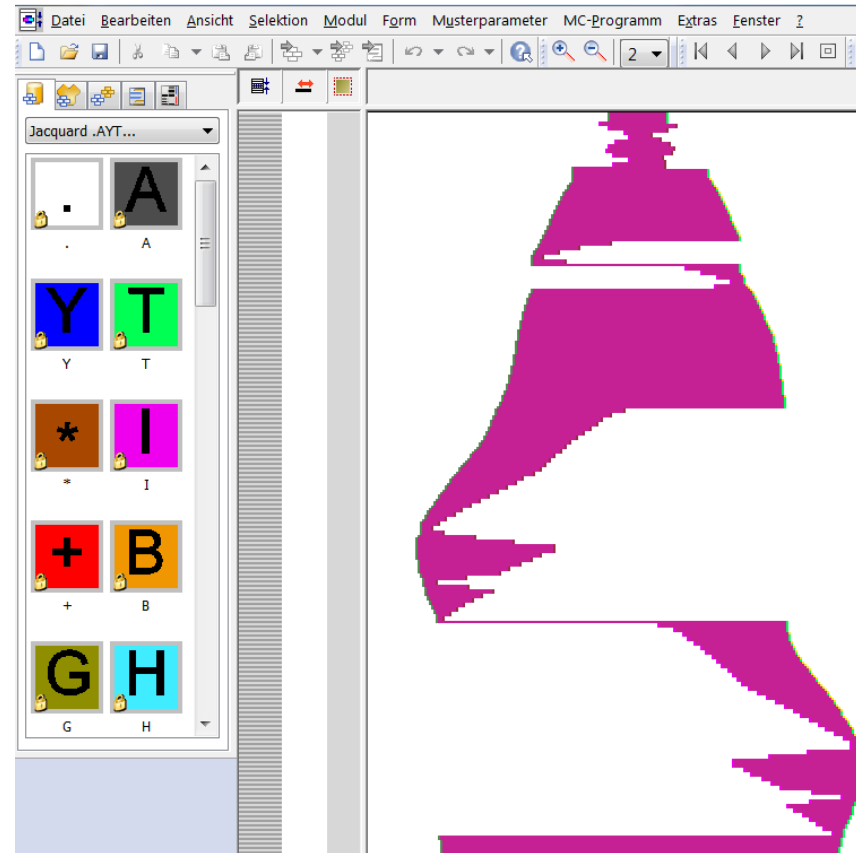 Datei Bearbeiten Ansicht Selektion Modul Form Musterparameter MC-Programm Extras Fenster ?
2
Jacquard .AYT...
. A
. A
Y T
Y T
* I
* I
+ B
+ B
G H
G H